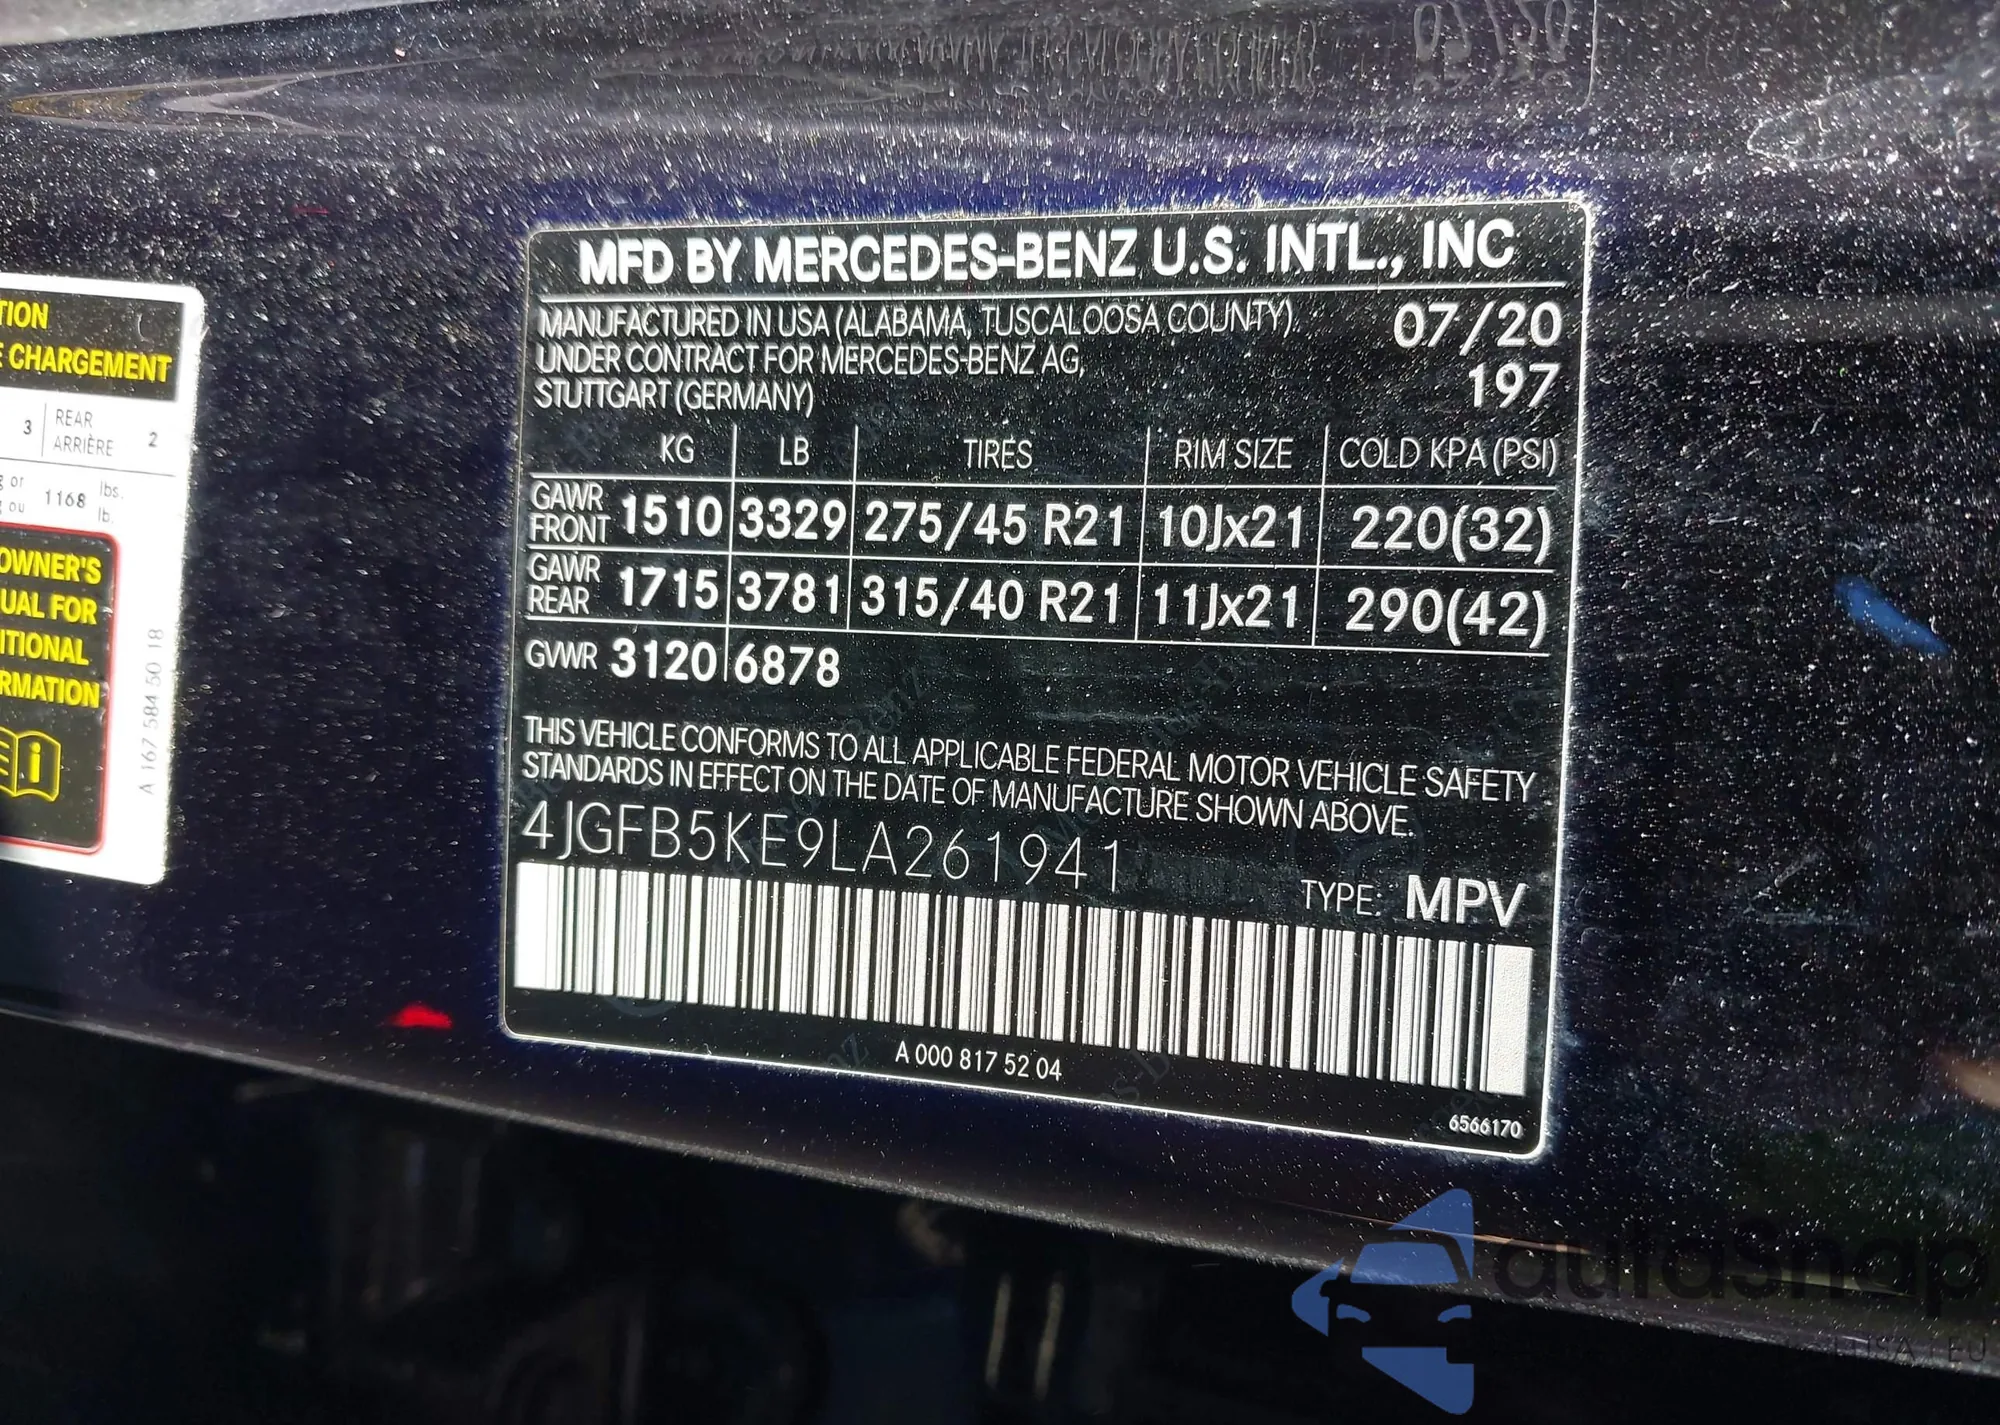 TION
E CHARGEMENT
3 REAR ARRIÈRE 2
g or
g ou 1168 lbs.
lb.
OWNER'S
UAL FOR
ITIONAL
RMATION
A 167 584 50 18
MFD BY MERCEDES-BENZ U.S. INTL., INC
MANUFACTURED IN USA (ALABAMA, TUSCALOOSA COUNTY) 07/20
UNDER CONTRACT FOR MERCEDES-BENZ AG, 197
STUTTGART (GERMANY)
KG LB TIRES RIM SIZE COLD KPA (PSI)
GAWR FRONT 1510 3329 275/45 R21 10Jx21 220(32)
GAWR REAR 1715 3781 315/40 R21 11Jx21 290(42)
GVWR 3120 6878
THIS VEHICLE CONFORMS TO ALL APPLICABLE FEDERAL MOTOR VEHICLE SAFETY
STANDARDS IN EFFECT ON THE DATE OF MANUFACTURE SHOWN ABOVE.
4JGFB5KE9LA261941
TYPE: MPV
A 000 817 52 04
6566170
07/20